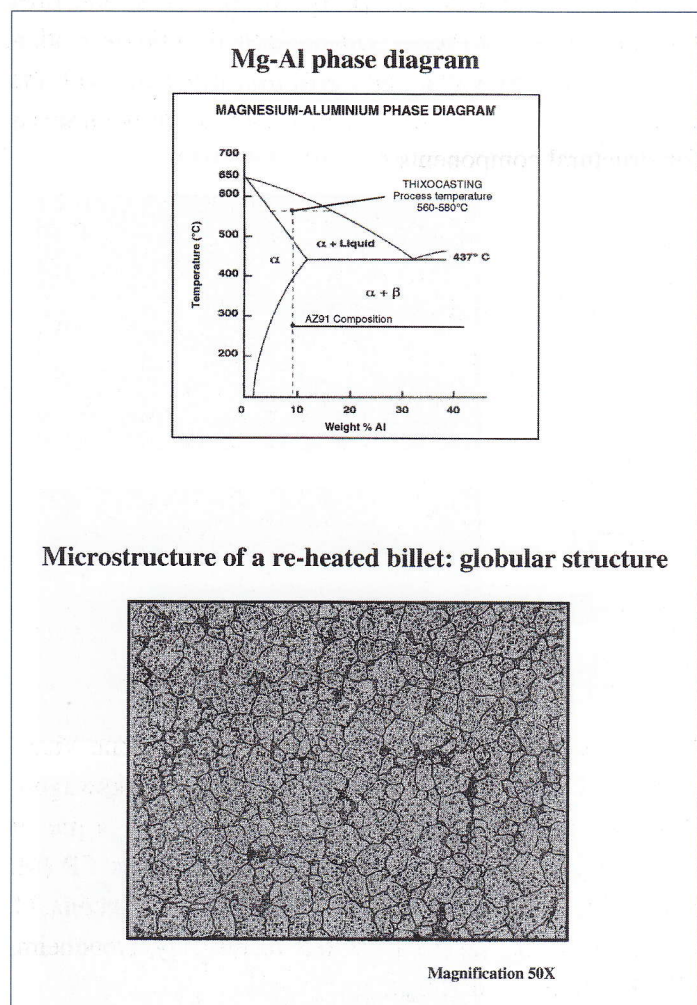 Mg-Al phase diagram
MAGNESIUM-ALUMINIUM PHASE DIAGRAM
700
650
600
500
400
300
200
Temperature (°C)
THIXOCASTING
Process temperature
560-580°C
α + Liquid
α
437° C
α + β
AZ91 Composition
0 10 20 30 40
Weight % Al
Microstructure of a re-heated billet: globular structure
Magnification 50X